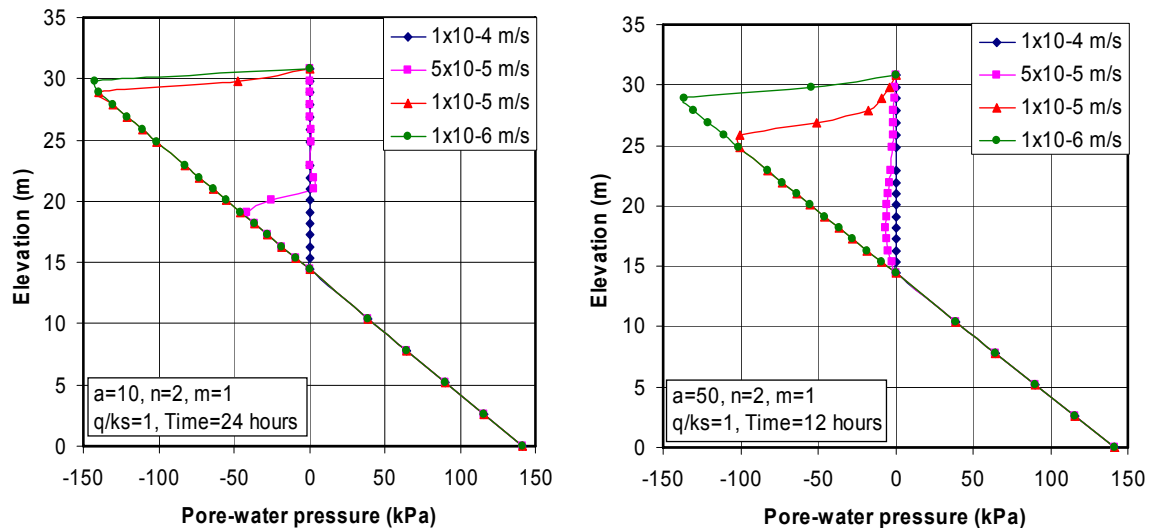 35
30
25
20
15
10
5
0
-150 -100 -50 0 50 100 150
Elevation (m)
Pore-water pressure (kPa)
1x10-4 m/s
5x10-5 m/s
1x10-5 m/s
1x10-6 m/s
a=10, n=2, m=1
q/ks=1, Time=24 hours
35
30
25
20
15
10
5
0
-150 -100 -50 0 50 100 150
Elevation (m)
Pore-water pressure (kPa)
1x10-4 m/s
5x10-5 m/s
1x10-5 m/s
1x10-6 m/s
a=50, n=2, m=1
q/ks=1, Time=12 hours